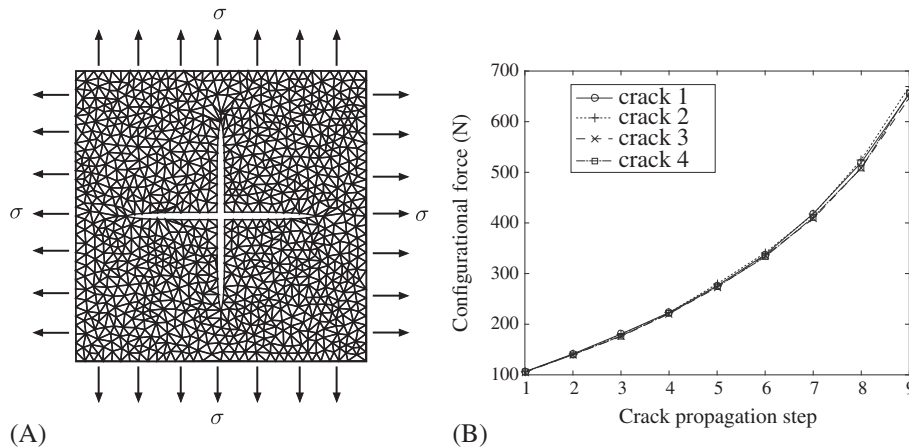 σ
σ
σ
σ
(A)
700
600
500
400
300
200
100
Configurational force (N)
crack 1
crack 2
crack 3
crack 4
1 2 3 4 5 6 7 8 9
Crack propagation step
(B)